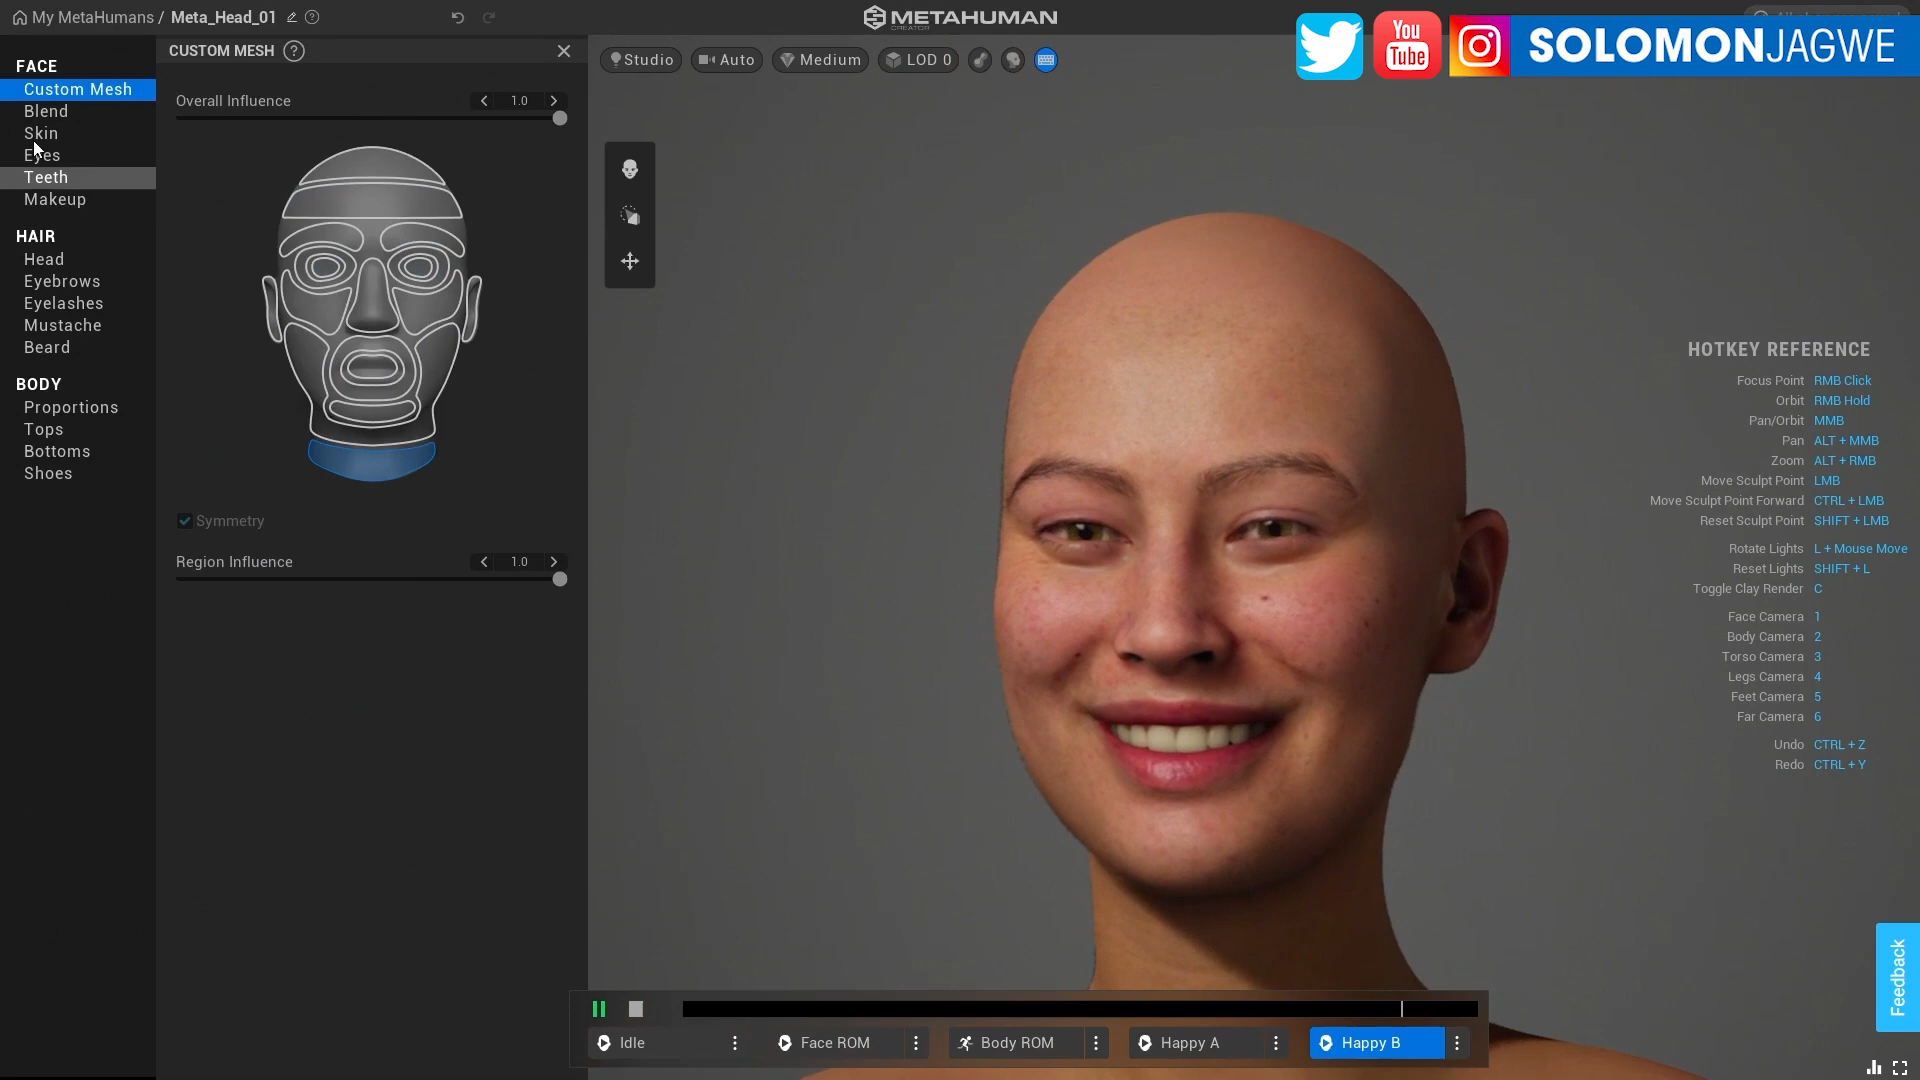 My MetaHumans / Meta_Head_01
METAHUMAN
CREATOR
You
Tube
SOLOMONJAGWE
FACE
Custom Mesh
Blend
Skin
Eyes
Teeth
Makeup
HAIR
Head
Eyebrows
Eyelashes
Mustache
Beard
BODY
Proportions
Tops
Bottoms
Shoes
CUSTOM MESH ?
Overall Influence 1.0
Symmetry
Region Influence 1.0
Studio Auto Medium LOD 0
HOTKEY REFERENCE
Focus Point RMB Click
Orbit RMB Hold
Pan/Orbit MMB
Pan ALT + MMB
Zoom ALT + RMB
Move Sculpt Point LMB
Move Sculpt Point Forward CTRL + LMB
Reset Sculpt Point SHIFT + LMB
Rotate Lights L + Mouse Move
Reset Lights SHIFT + L
Toggle Clay Render C
Face Camera 1
Body Camera 2
Torso Camera 3
Legs Camera 4
Feet Camera 5
Far Camera 6
Undo CTRL + Z
Redo CTRL + Y
Feedback
Idle Face ROM Body ROM Happy A Happy B